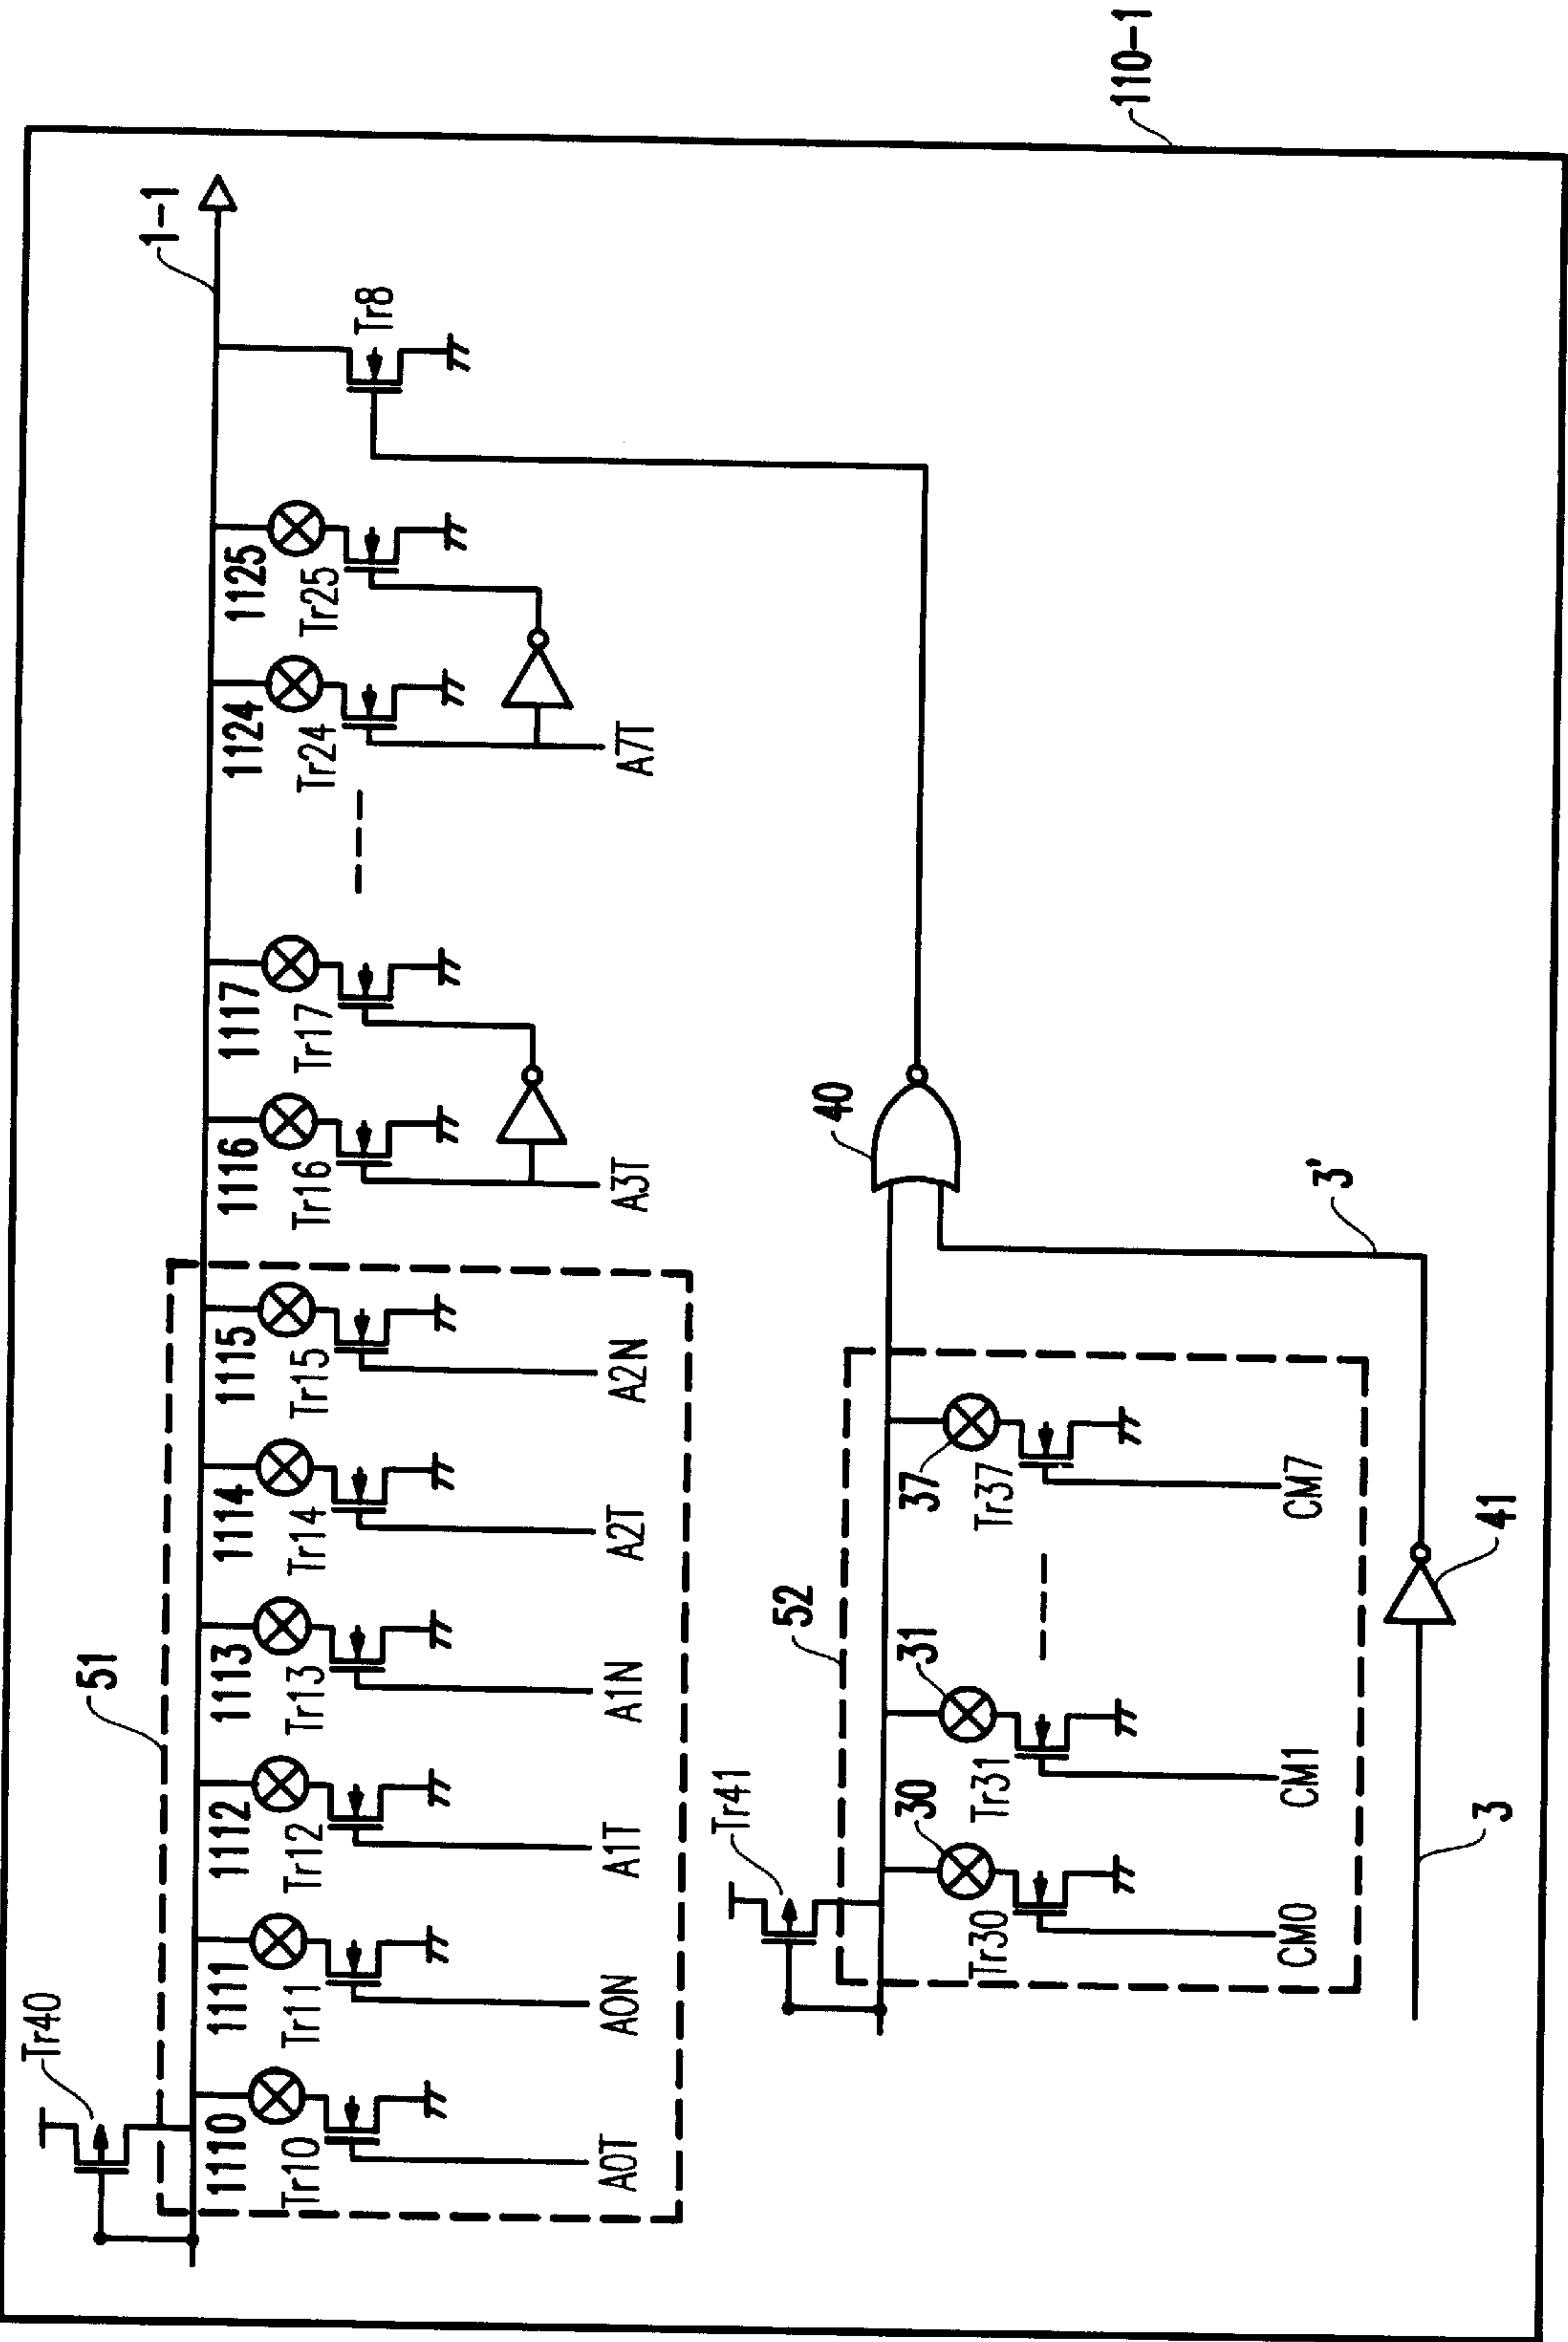 110-1
1-1
51
Tr40
1110
1111
1112
1113
1114
1115
1116
1117
1124
1125
Tr10
Tr11
Tr12
Tr13
Tr14
Tr15
Tr16
Tr17
Tr24
Tr25
Tr8
A0T
A0N
A1T
A1N
A2T
A2N
A3T
A7T
Tr41
52
40
30
31
37
Tr30
Tr31
Tr37
CM0
CM1
CM7
3
41
3'